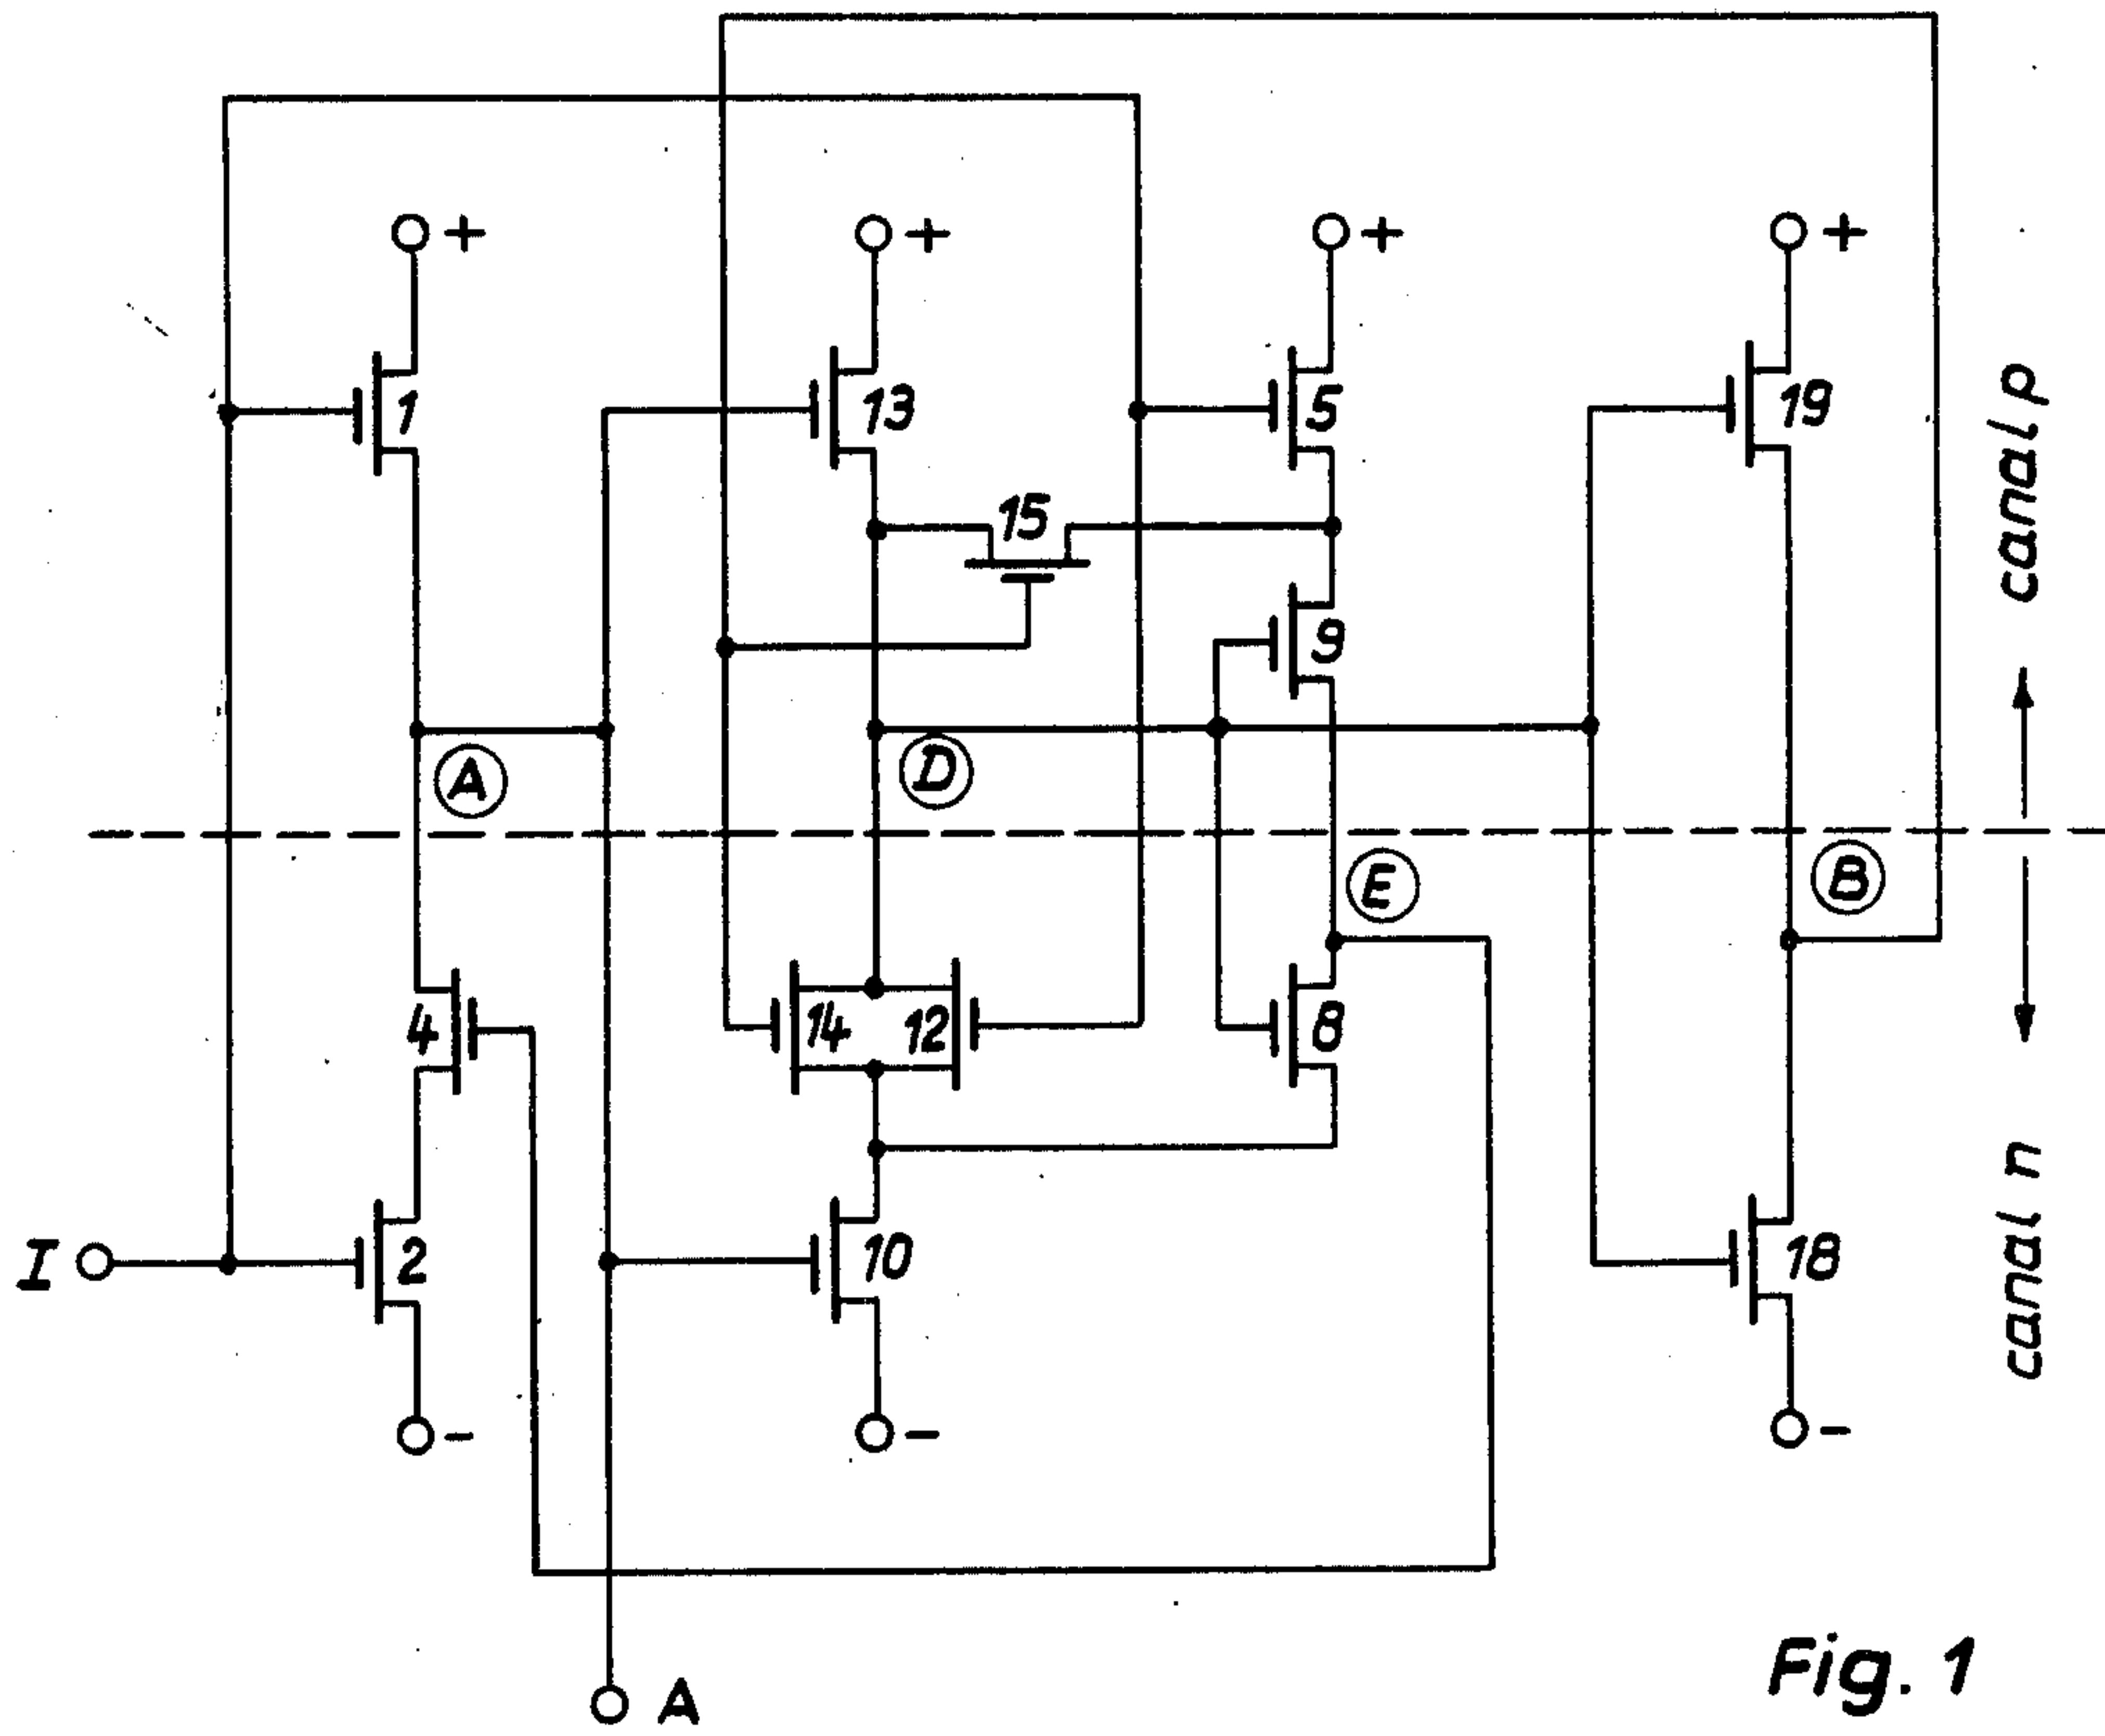 + + + +
1 13 5 19
15
9
canal p
A D
E B
4 14 12 8
I 2 10 18
canal n
- - -
A
Fig. 1